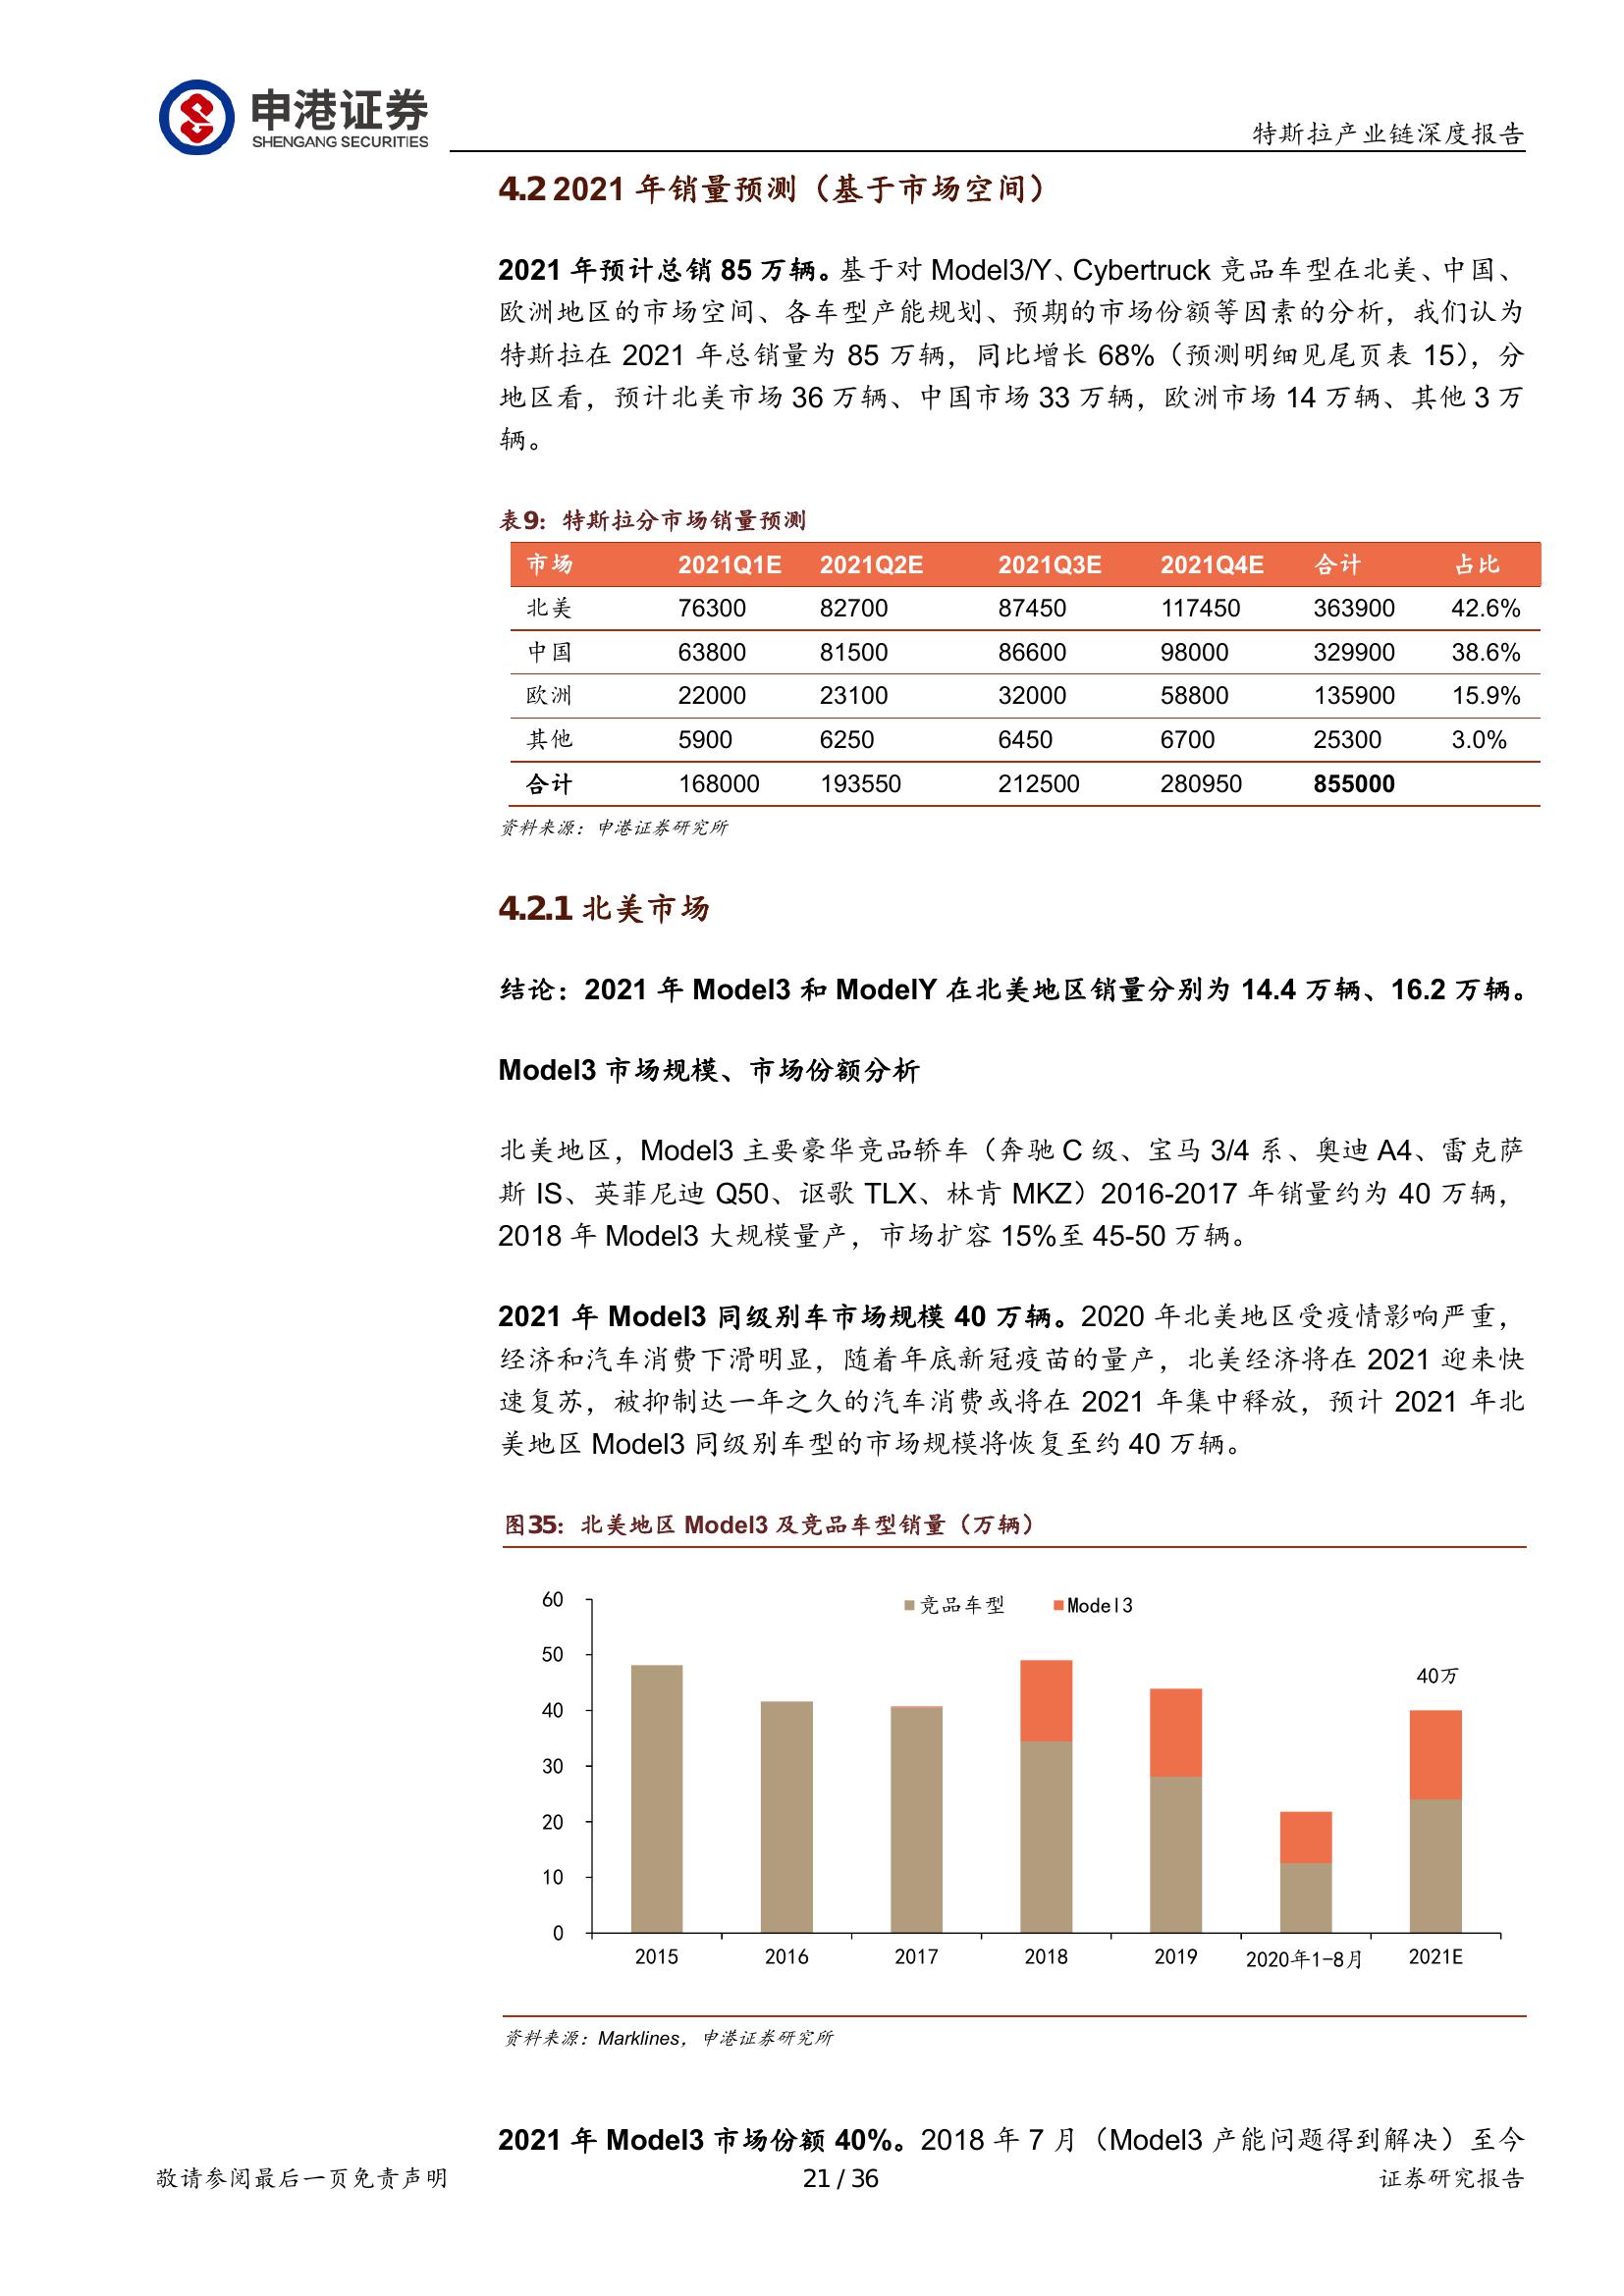 申港证券
SHENGANG SECURITIES
特斯拉产业链深度报告
4.2 2021 年销量预测（基于市场空间）
2021 年预计总销 85 万辆。基于对 Model3/Y、Cybertruck 竞品车型在北美、中国、
欧洲地区的市场空间、各车型产能规划、预期的市场份额等因素的分析，我们认为
特斯拉在 2021 年总销量为 85 万辆，同比增长 68%（预测明细见尾页表 15），分
地区看，预计北美市场 36 万辆、中国市场 33 万辆，欧洲市场 14 万辆、其他 3 万
辆。
表9：特斯拉分市场销量预测
市场 2021Q1E 2021Q2E 2021Q3E 2021Q4E 合计 占比
北美 76300 82700 87450 117450 363900 42.6%
中国 63800 81500 86600 98000 329900 38.6%
欧洲 22000 23100 32000 58800 135900 15.9%
其他 5900 6250 6450 6700 25300 3.0%
合计 168000 193550 212500 280950 855000
资料来源：申港证券研究所
4.2.1 北美市场
结论：2021 年 Model3 和 ModelY 在北美地区销量分别为 14.4 万辆、16.2 万辆。
Model3 市场规模、市场份额分析
北美地区，Model3 主要豪华竞品轿车（奔驰 C 级、宝马 3/4 系、奥迪 A4、雷克萨
斯 IS、英菲尼迪 Q50、讴歌 TLX、林肯 MKZ）2016-2017 年销量约为 40 万辆，
2018 年 Model3 大规模量产，市场扩容 15%至 45-50 万辆。
2021 年 Model3 同级别车市场规模 40 万辆。2020 年北美地区受疫情影响严重，
经济和汽车消费下滑明显，随着年底新冠疫苗的量产，北美经济将在 2021 迎来快
速复苏，被抑制达一年之久的汽车消费或将在 2021 年集中释放，预计 2021 年北
美地区 Model3 同级别车型的市场规模将恢复至约 40 万辆。
图35：北美地区 Model3 及竞品车型销量（万辆）
竞品车型 Model3
60
50
40
30
20
10
0
40万
2015 2016 2017 2018 2019 2020年1-8月 2021E
资料来源：Marklines，申港证券研究所
2021 年 Model3 市场份额 40%。2018 年 7 月（Model3 产能问题得到解决）至今
敬请参阅最后一页免责声明 21 / 36 证券研究报告